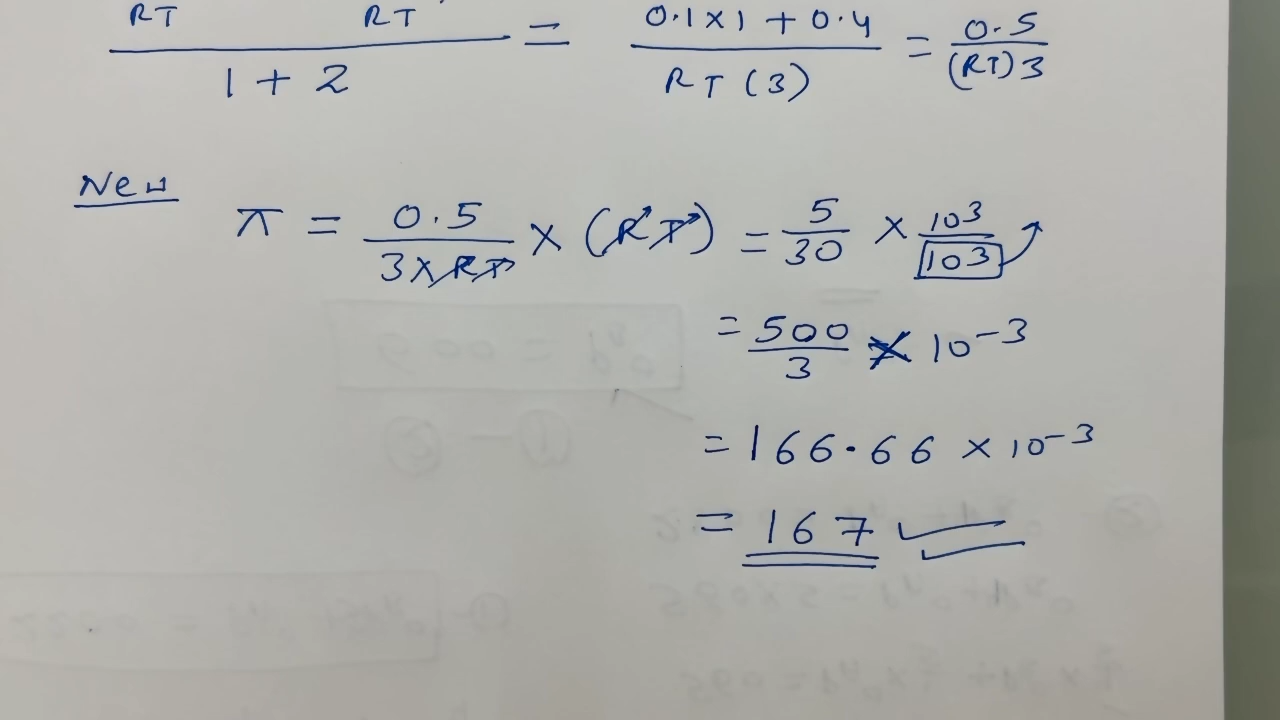 RT RT = 0.1×1 + 0.4 = 0.5
1 + 2 RT (3) (RT) 3
New
π = 0.5 × (RT) = 5 × 10³
3×RT 30 10³
= 500 × 10⁻³
3
= 166.66 × 10⁻³
= 167